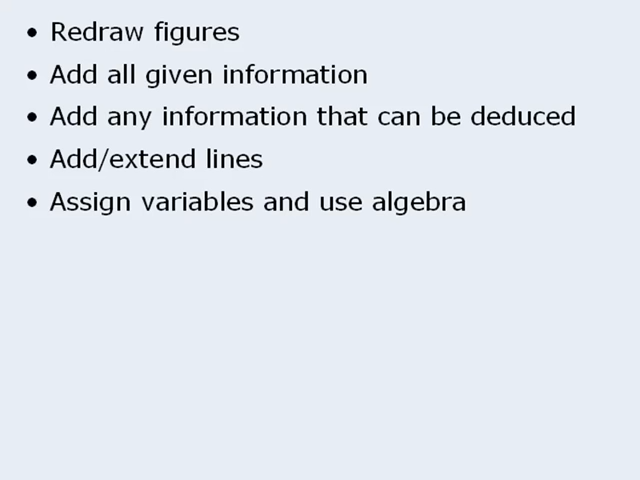 • Redraw figures
• Add all given information
• Add any information that can be deduced
• Add/extend lines
• Assign variables and use algebra